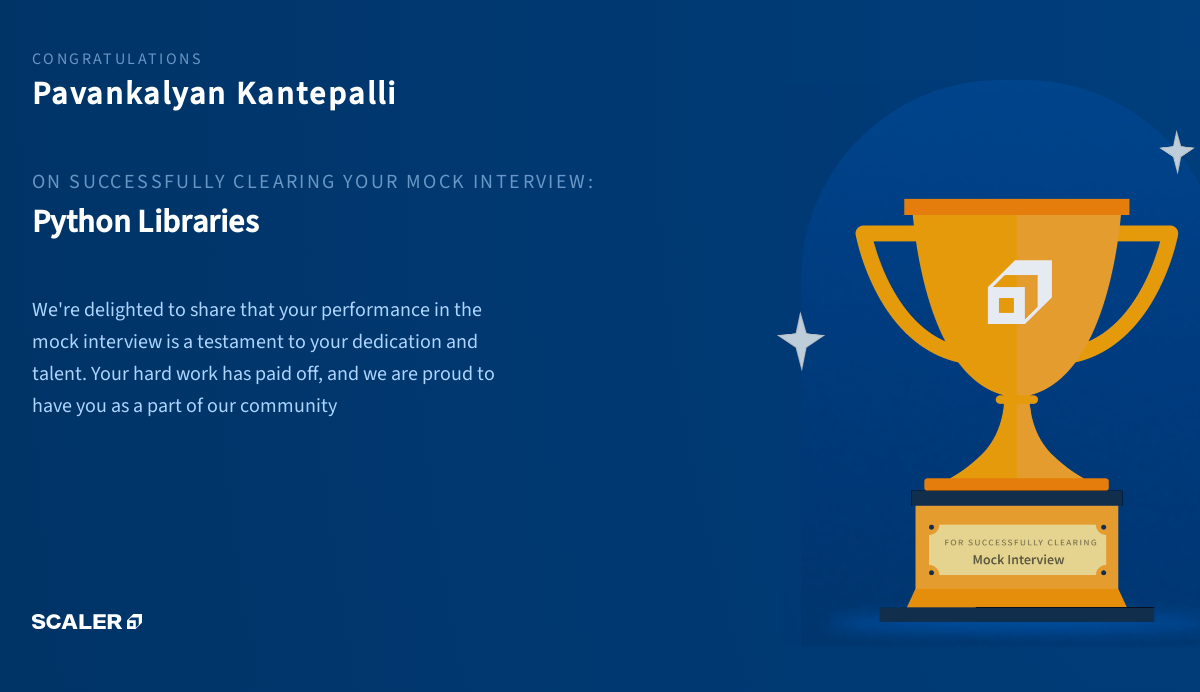 CONGRATULATIONS
Pavankalyan Kantepalli
ON SUCCESSFULLY CLEARING YOUR MOCK INTERVIEW:
Python Libraries
We're delighted to share that your performance in the
mock interview is a testament to your dedication and
talent. Your hard work has paid off, and we are proud to
have you as a part of our community
FOR SUCCESSFULLY CLEARING
Mock Interview
SCALER